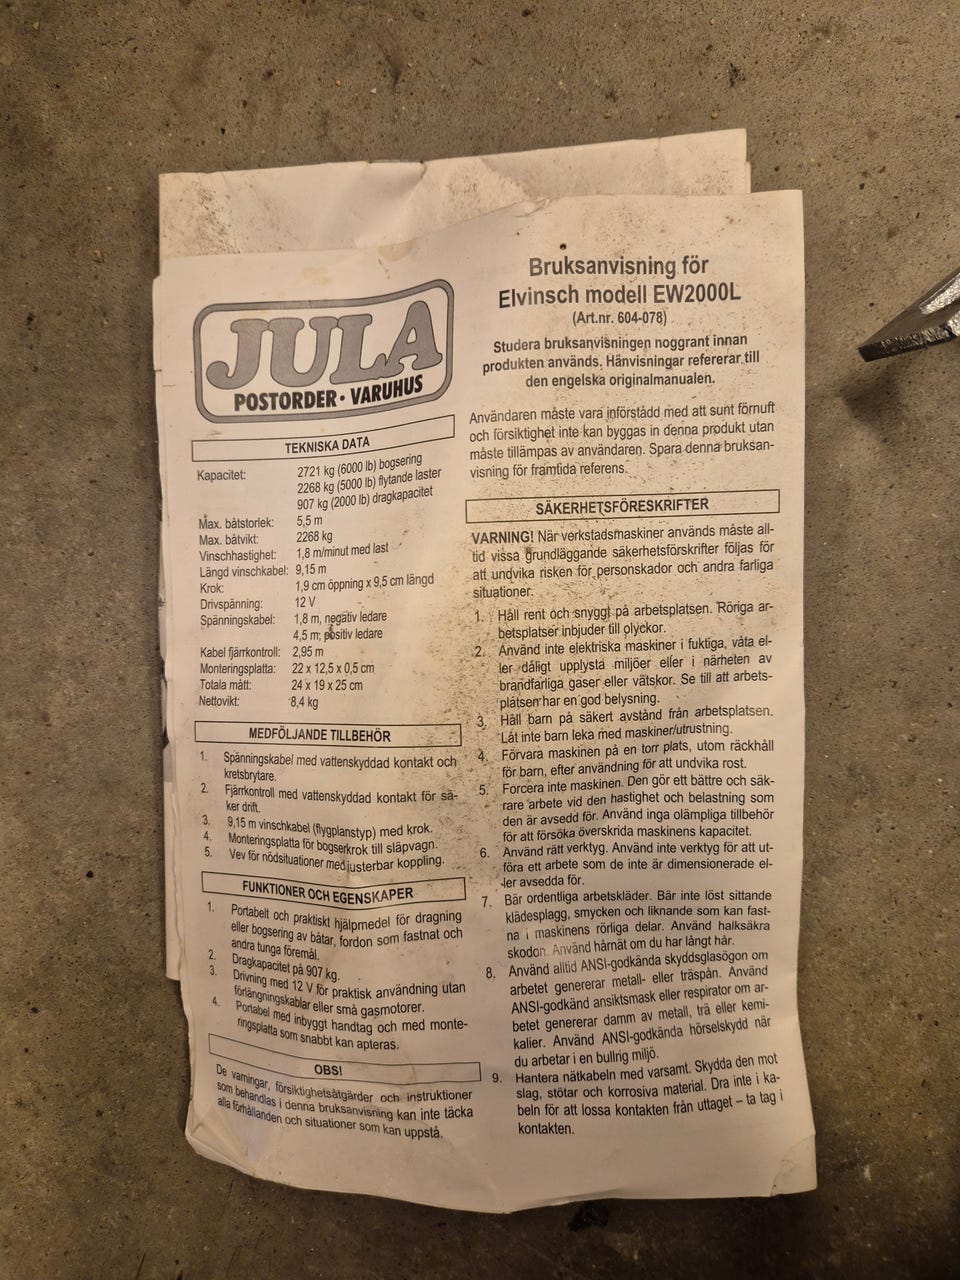 JULA
POSTORDER · VARUHUS
TEKNISKA DATA
Kapacitet: 2721 kg (6000 lb) bogsering
2268 kg (5000 lb) flytande laster
907 kg (2000 lb) dragkapacitet
Max. båtstorlek: 5,5 m
Max. båtvikt: 2268 kg
Vinschhastighet: 1,8 m/minut med last
Längd vinschkabel: 9,15 m
Krok: 1,9 cm öppning x 9,5 cm längd
Drivspänning: 12 V
Spänningskabel: 1,8 m, negativ ledare
4,5 m, positiv ledare
Kabel fjärrkontroll: 2,95 m
Monteringsplatta: 22 x 12,5 x 0,5 cm
Totala mått: 24 x 19 x 25 cm
Nettovikt: 8,4 kg
MEDFÖLJANDE TILLBEHÖR
1. Spänningskabel med vattenskyddad kontakt och
kretsbrytare.
2. Fjärrkontroll med vattenskyddad kontakt för sä-
ker drift.
3. 9,15 m vinschkabel (flygplanstyp) med krok.
4. Monteringsplatta för bogserkrok till släpvagn.
5. Vev för nödsituationer med justerbar koppling.
FUNKTIONER OCH EGENSKAPER
1. Portabelt och praktiskt hjälpmedel för dragning
eller bogsering av båtar, fordon som fastnat och
andra tunga föremål.
2. Dragkapacitet på 907 kg.
3. Drivning med 12 V för praktisk användning utan
förlängningskablar eller små gasmotorer.
4. Portabel med inbyggt handtag och med monte-
ringsplatta som snabbt kan apteras.
OBS!
De varningar, försiktighetsåtgärder och instruktioner
som behandlas i denna bruksanvisning kan inte täcka
alla förhållanden och situationer som kan uppstå.
Bruksanvisning för
Elvinsch modell EW2000L
(Art.nr. 604-078)
Studera bruksanvisningen noggrant innan
produkten används. Hänvisningar refererar till
den engelska originalmanualen.
Användaren måste vara införstådd med att sunt förnuft
och försiktighet inte kan byggas in i denna produkt utan
måste tillämpas av användaren. Spara denna bruksan-
visning för framtida referens.
SÄKERHETSFÖRESKRIFTER
VARNING! När verkstadsmaskiner används måste all-
tid vissa grundläggande säkerhetsförskrifter följas för
att undvika risken för personskador och andra farliga
situationer.
1. Håll rent och snyggt på arbetsplatsen. Röriga ar-
betsplatser inbjuder till olyckor.
2. Använd inte elektriska maskiner i fuktiga, våta el-
ler dåligt upplysta miljöer eller i närheten av
brandfarliga gaser eller vätskor. Se till att arbets-
platsen har en god belysning.
3. Håll barn på säkert avstånd från arbetsplatsen.
Låt inte barn leka med maskiner/utrustning.
4. Förvara maskinen på en torr plats, utom räckhåll
för barn, efter användning för att undvika rost.
5. Forcera inte maskinen. Den gör ett bättre och säk-
rare arbete vid den hastighet och belastning som
den är avsedd för. Använd inga olämpliga tillbehör
för att försöka överskrida maskinens kapacitet.
6. Använd rätt verktyg. Använd inte verktyg för att ut-
föra ett arbete som de inte är dimensionerade el-
ler avsedda för.
7. Bär ordentliga arbetskläder. Bär inte löst sittande
klädesplagg, smycken och liknande som kan fast-
na i maskinens rörliga delar. Använd halksäkra
skodon. Använd hårnät om du har långt hår.
8. Använd alltid ANSI-godkända skyddsglasögon om
arbetet genererar metall- eller träspån. Använd
ANSI-godkänd ansiktsmask eller respirator om ar-
betet genererar damm av metall, trä eller kemi-
kalier. Använd ANSI-godkända hörselskydd när
du arbetar i en bullrig miljö.
9. Hantera nätkabeln med varsamt. Skydda den mot
slag, stötar och korrosiva material. Dra inte i ka-
beln för att lossa kontakten från uttaget – ta tag i
kontakten.